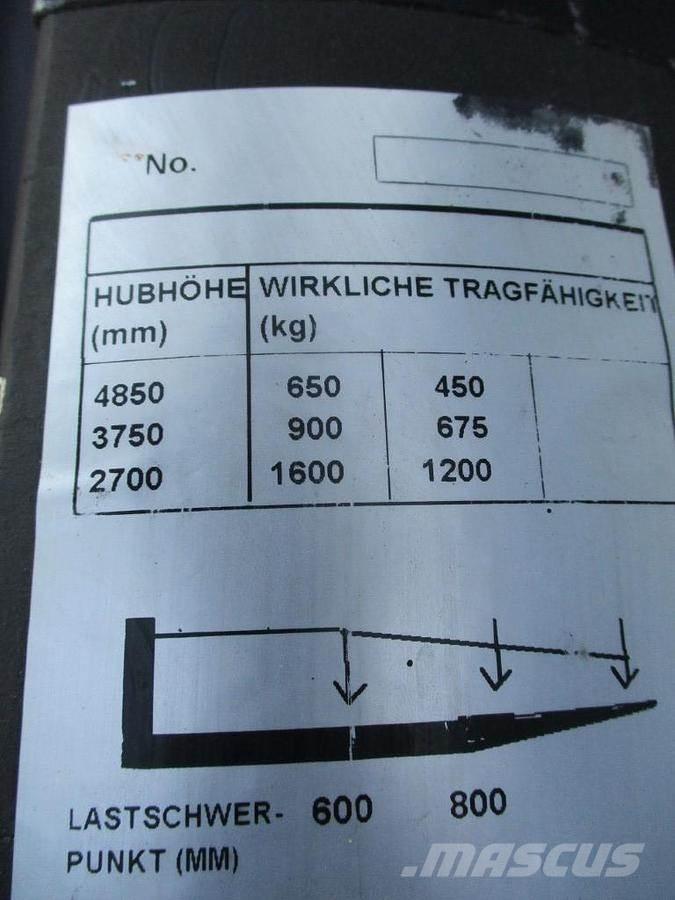 No.
HUBHÖHE WIRKLICHE TRAGFÄHIGKEIT
(mm) (kg)
4850 650 450
3750 900 675
2700 1600 1200
LASTSCHWER- 600 800
PUNKT (MM)
.MASCUS